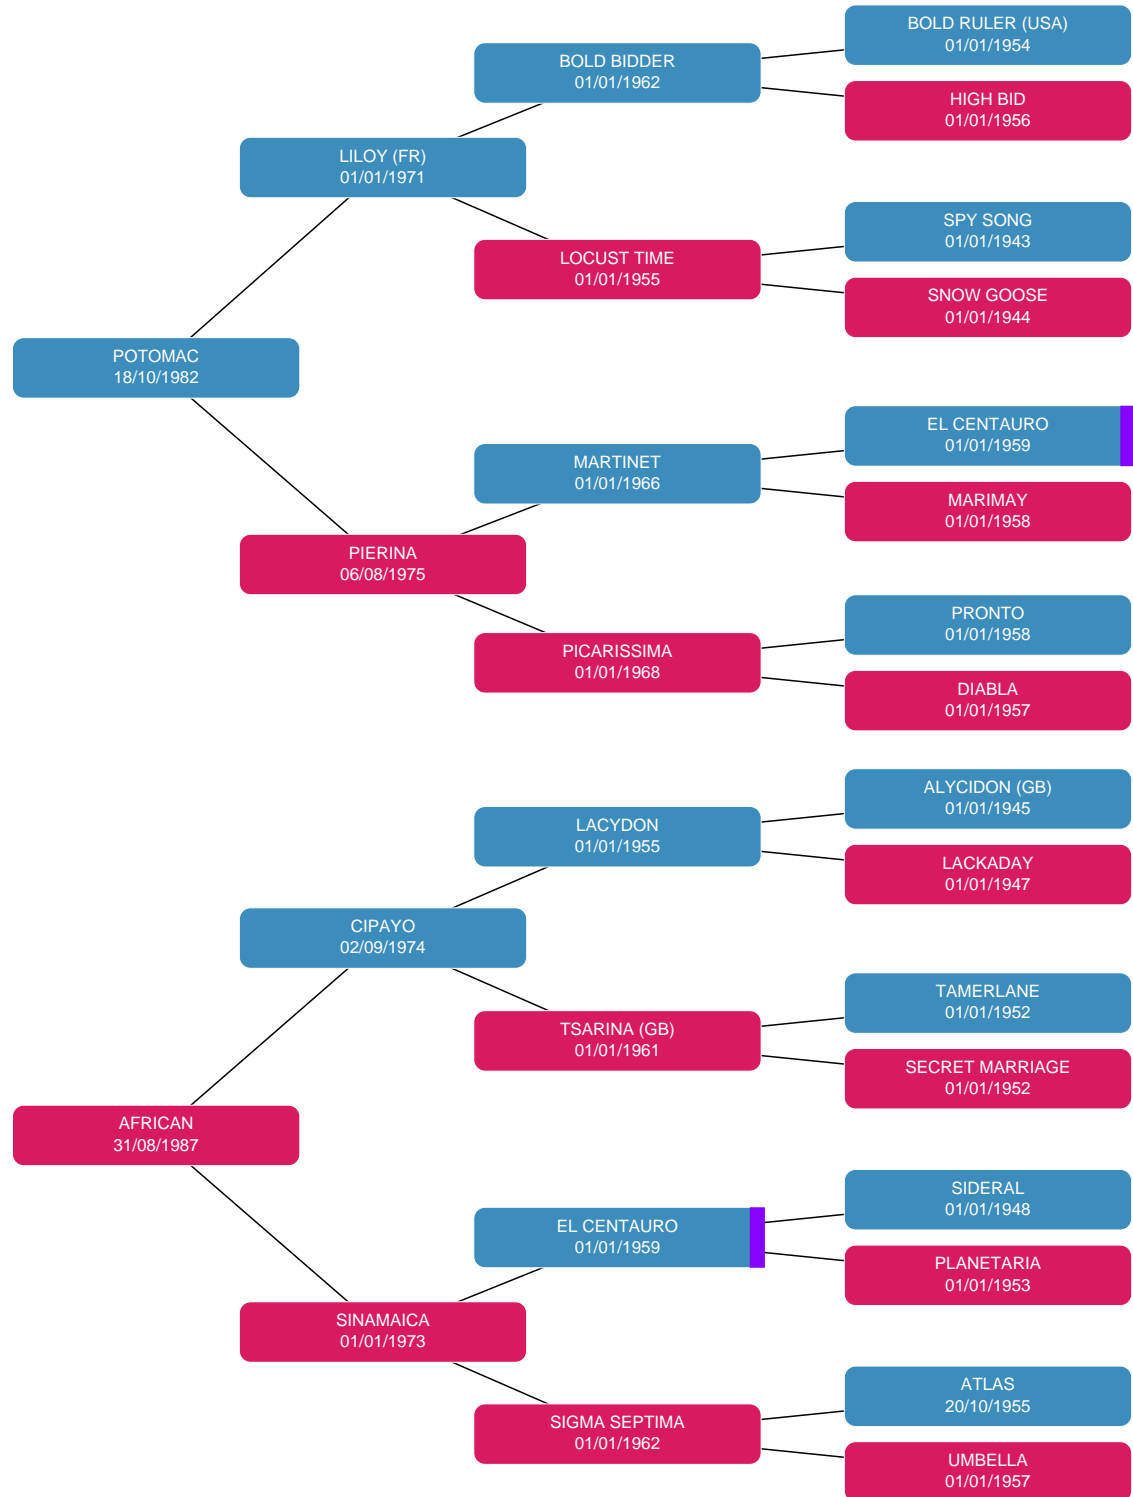 BOLD RULER (USA)
01/01/1954
BOLD BIDDER
01/01/1962
HIGH BID
01/01/1956
LILOY (FR)
01/01/1971
SPY SONG
01/01/1943
LOCUST TIME
01/01/1955
SNOW GOOSE
01/01/1944
POTOMAC
18/10/1982
EL CENTAURO
01/01/1959
MARTINET
01/01/1966
MARIMAY
01/01/1958
PIERINA
06/08/1975
PRONTO
01/01/1958
PICARISSIMA
01/01/1968
DIABLA
01/01/1957
ALYCIDON (GB)
01/01/1945
LACYDON
01/01/1955
LACKADAY
01/01/1947
CIPAYO
02/09/1974
TAMERLANE
01/01/1952
TSARINA (GB)
01/01/1961
SECRET MARRIAGE
01/01/1952
AFRICAN
31/08/1987
SIDERAL
01/01/1948
EL CENTAURO
01/01/1959
PLANETARIA
01/01/1953
SINAMAICA
01/01/1973
ATLAS
20/10/1955
SIGMA SEPTIMA
01/01/1962
UMBELLA
01/01/1957